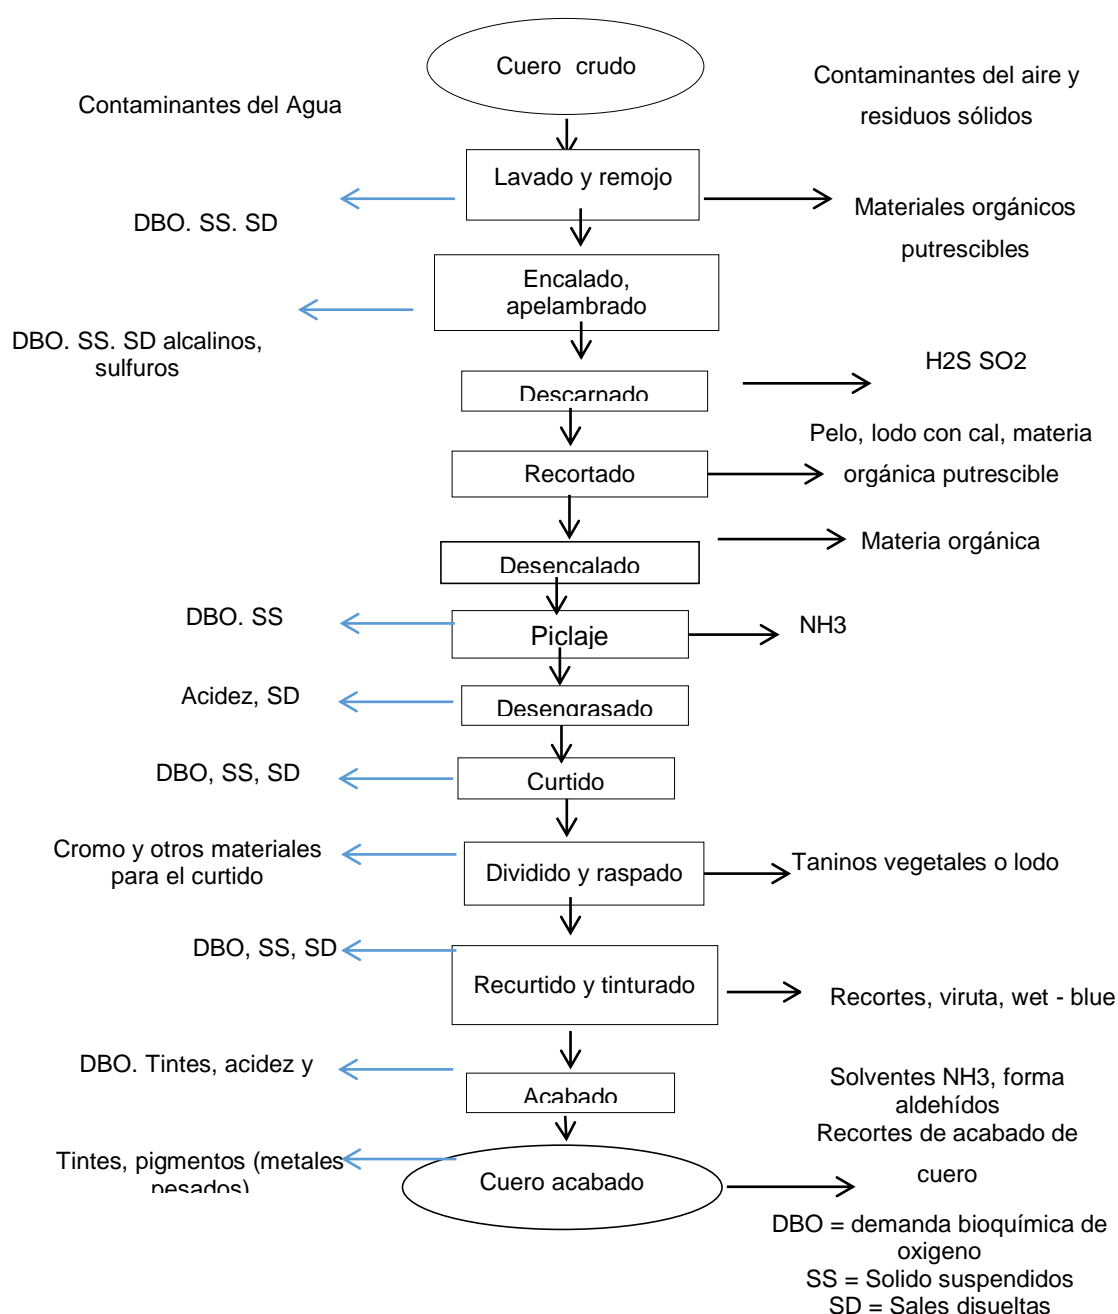 Cuero crudo
Contaminantes del aire y
residuos sólidos
Contaminantes del Agua
Lavado y remojo
DBO. SS. SD
Materiales orgánicos
putrescibles
Encalado,
apelambrado
DBO. SS. SD alcalinos,
sulfuros
H2S SO2
Descarnado
Pelo, lodo con cal, materia
orgánica putrescible
Recortado
Materia orgánica
Desencalado
DBO. SS
Piclaje
NH3
Acidez, SD
Desengrasado
DBO, SS, SD
Curtido
Cromo y otros materiales
para el curtido
Dividido y raspado
Taninos vegetales o lodo
DBO, SS, SD
Recurtido y tinturado
Recortes, viruta, wet - blue
DBO. Tintes, acidez y
Acabado
Solventes NH3, forma
aldehídos
Recortes de acabado de
cuero
Tintes, pigmentos (metales
pesados)
Cuero acabado
DBO = demanda bioquímica de
oxigeno
SS = Solido suspendidos
SD = Sales disueltas